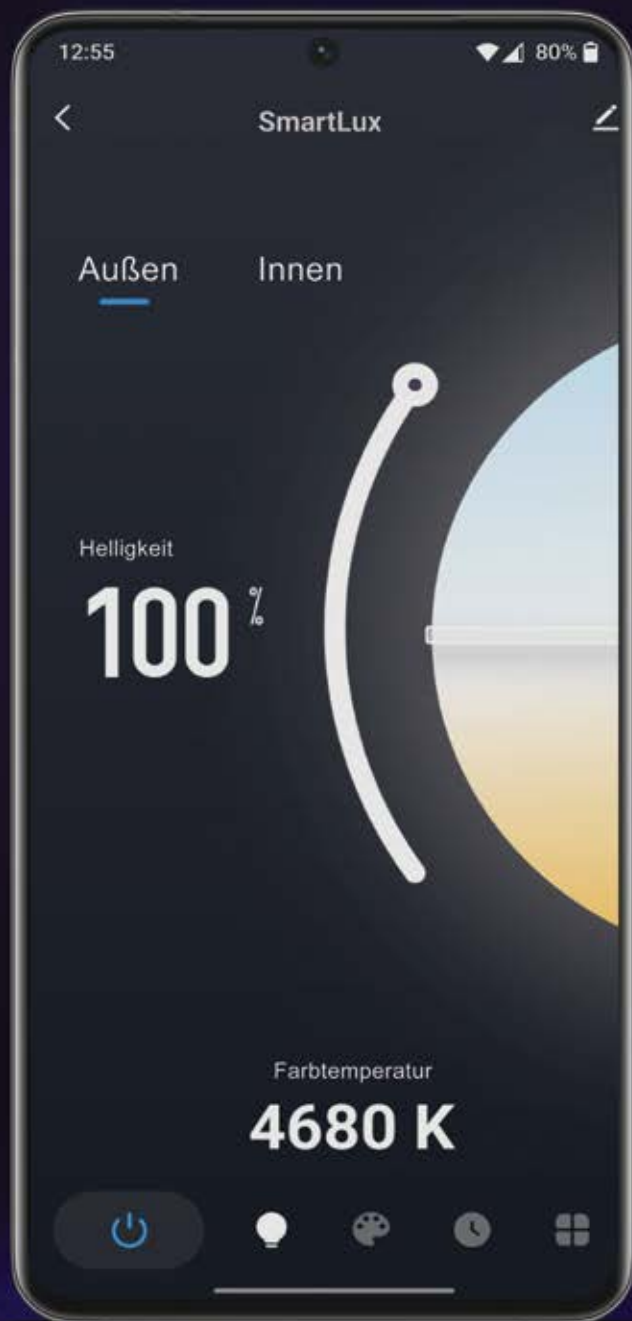 12:55
80%
SmartLux
Außen Innen
Helligkeit
100 %
Farbtemperatur
4680 K